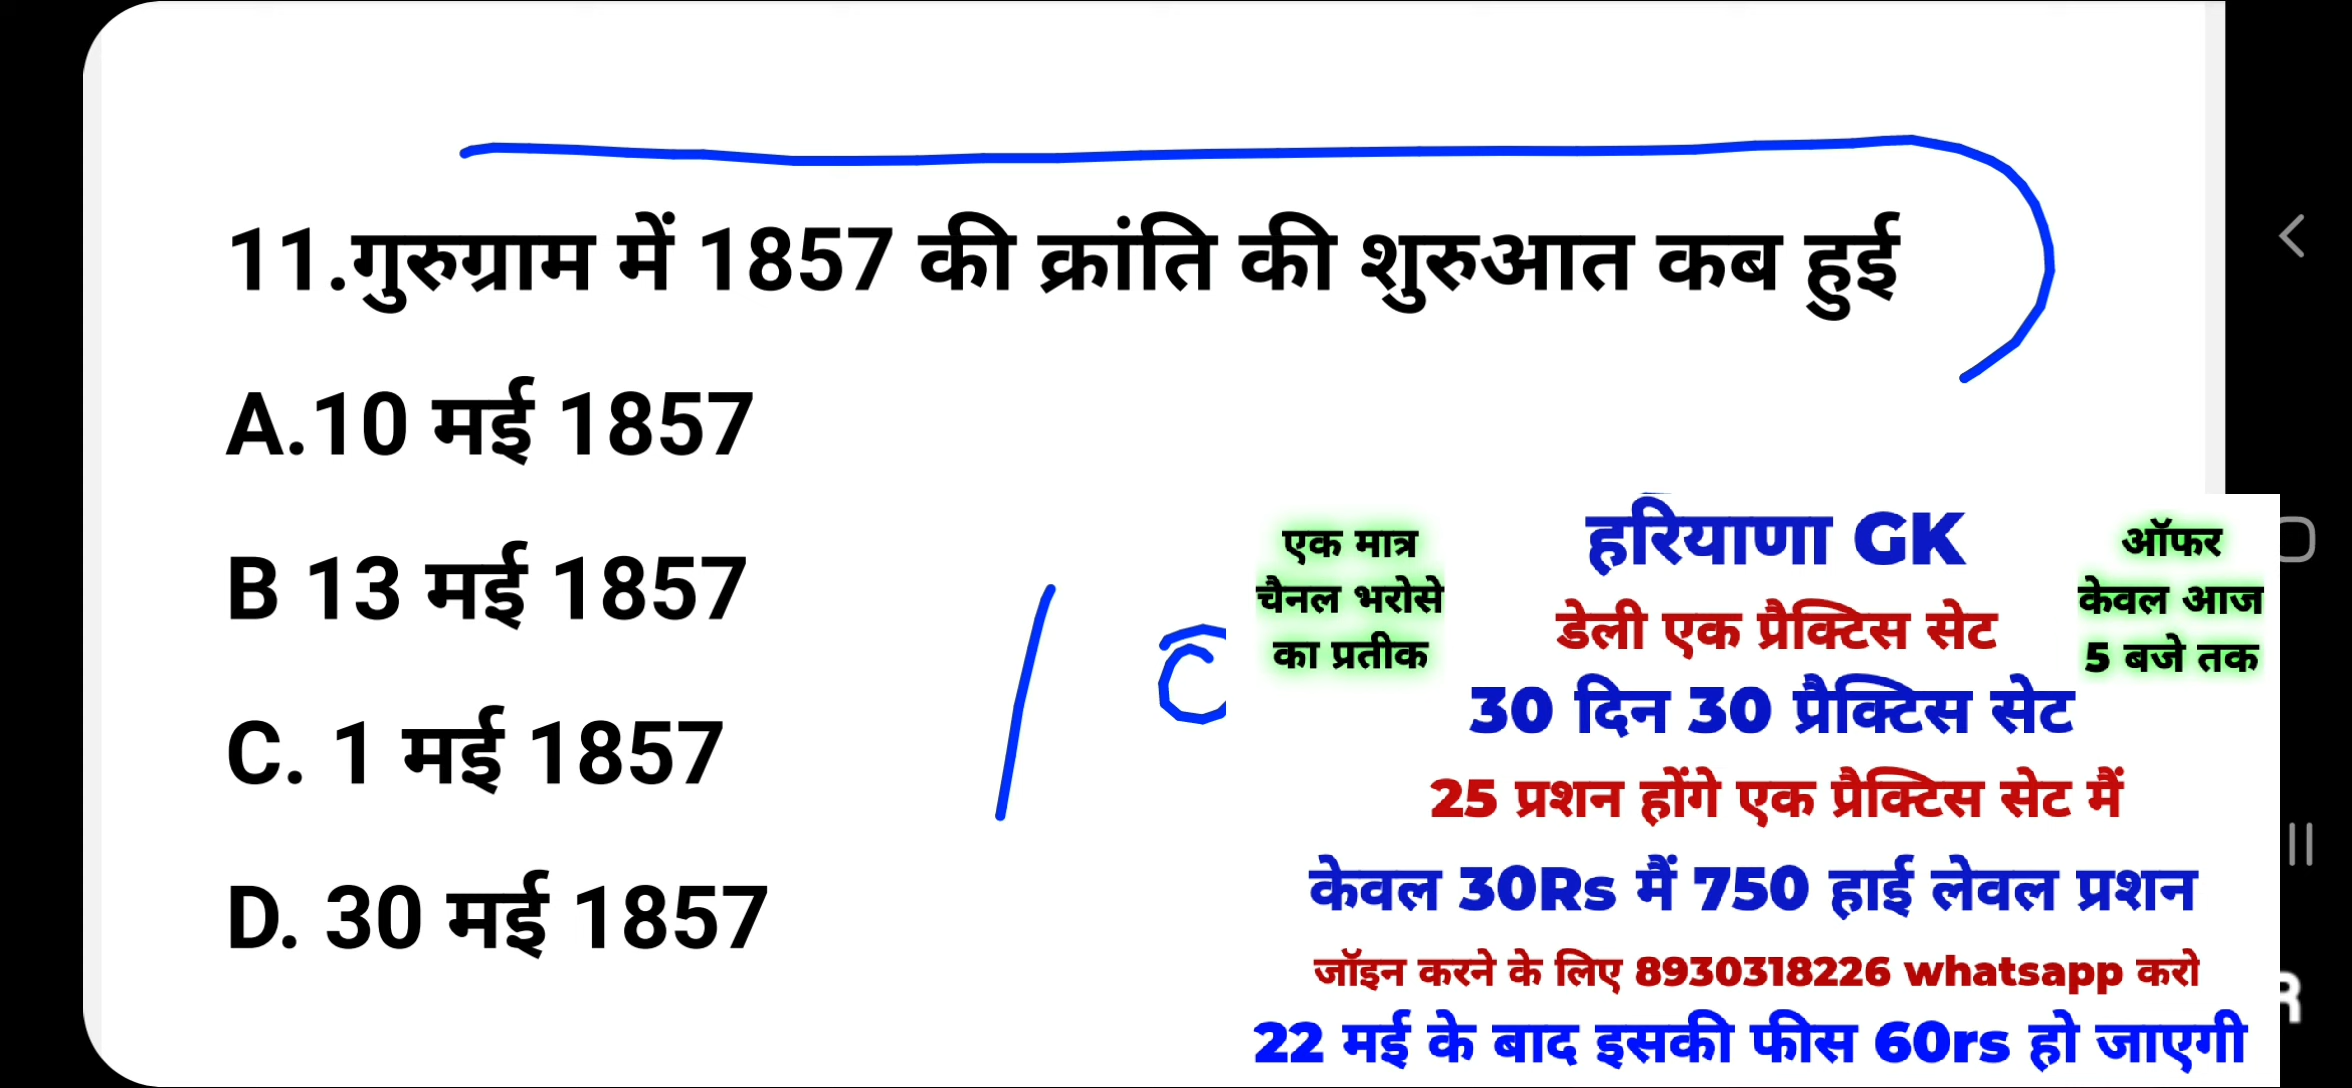 11.गुरुग्राम में 1857 की क्रांति की शुरुआत कब हुई
A.10 मई 1857
B 13 मई 1857
C. 1 मई 1857
D. 30 मई 1857
एक मात्र
चैनल भरोसे
का प्रतीक
हरियाणा GK
ऑफर
केवल आज
5 बजे तक
डेली एक प्रैक्टिस सेट
30 दिन 30 प्रैक्टिस सेट
25 प्रशन होंगे एक प्रैक्टिस सेट मैं
केवल 30Rs मैं 750 हाई लेवल प्रशन
जॉइन करने के लिए 8930318226 whatsapp करो
22 मई के बाद इसकी फीस 60rs हो जाएगी